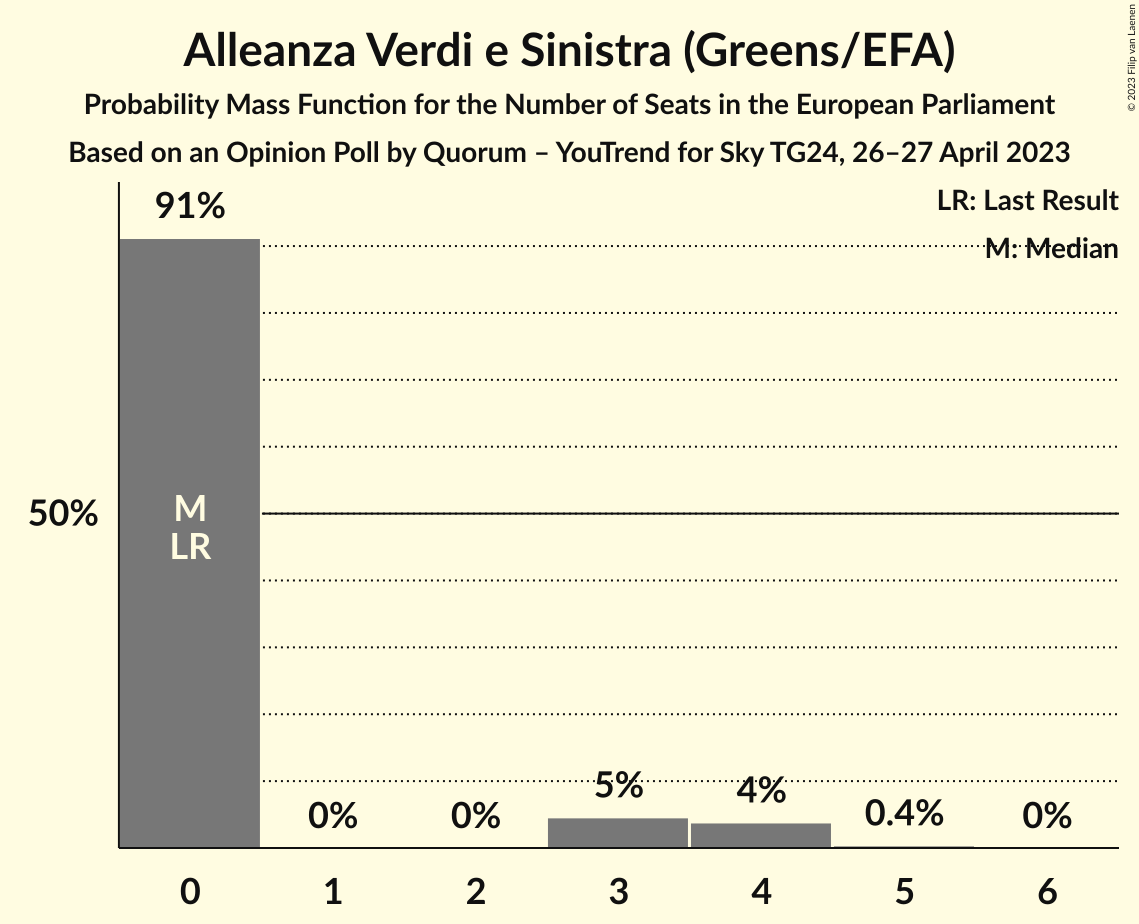 Alleanza Verdi e Sinistra (Greens/EFA)
Probability Mass Function for the Number of Seats in the European Parliament
Based on an Opinion Poll by Quorum – YouTrend for Sky TG24, 26–27 April 2023
© 2023 Filip van Laenen
LR: Last Result
M: Median
91%
50%
M
LR
0%
0%
5%
4%
0.4%
0%
0
1
2
3
4
5
6